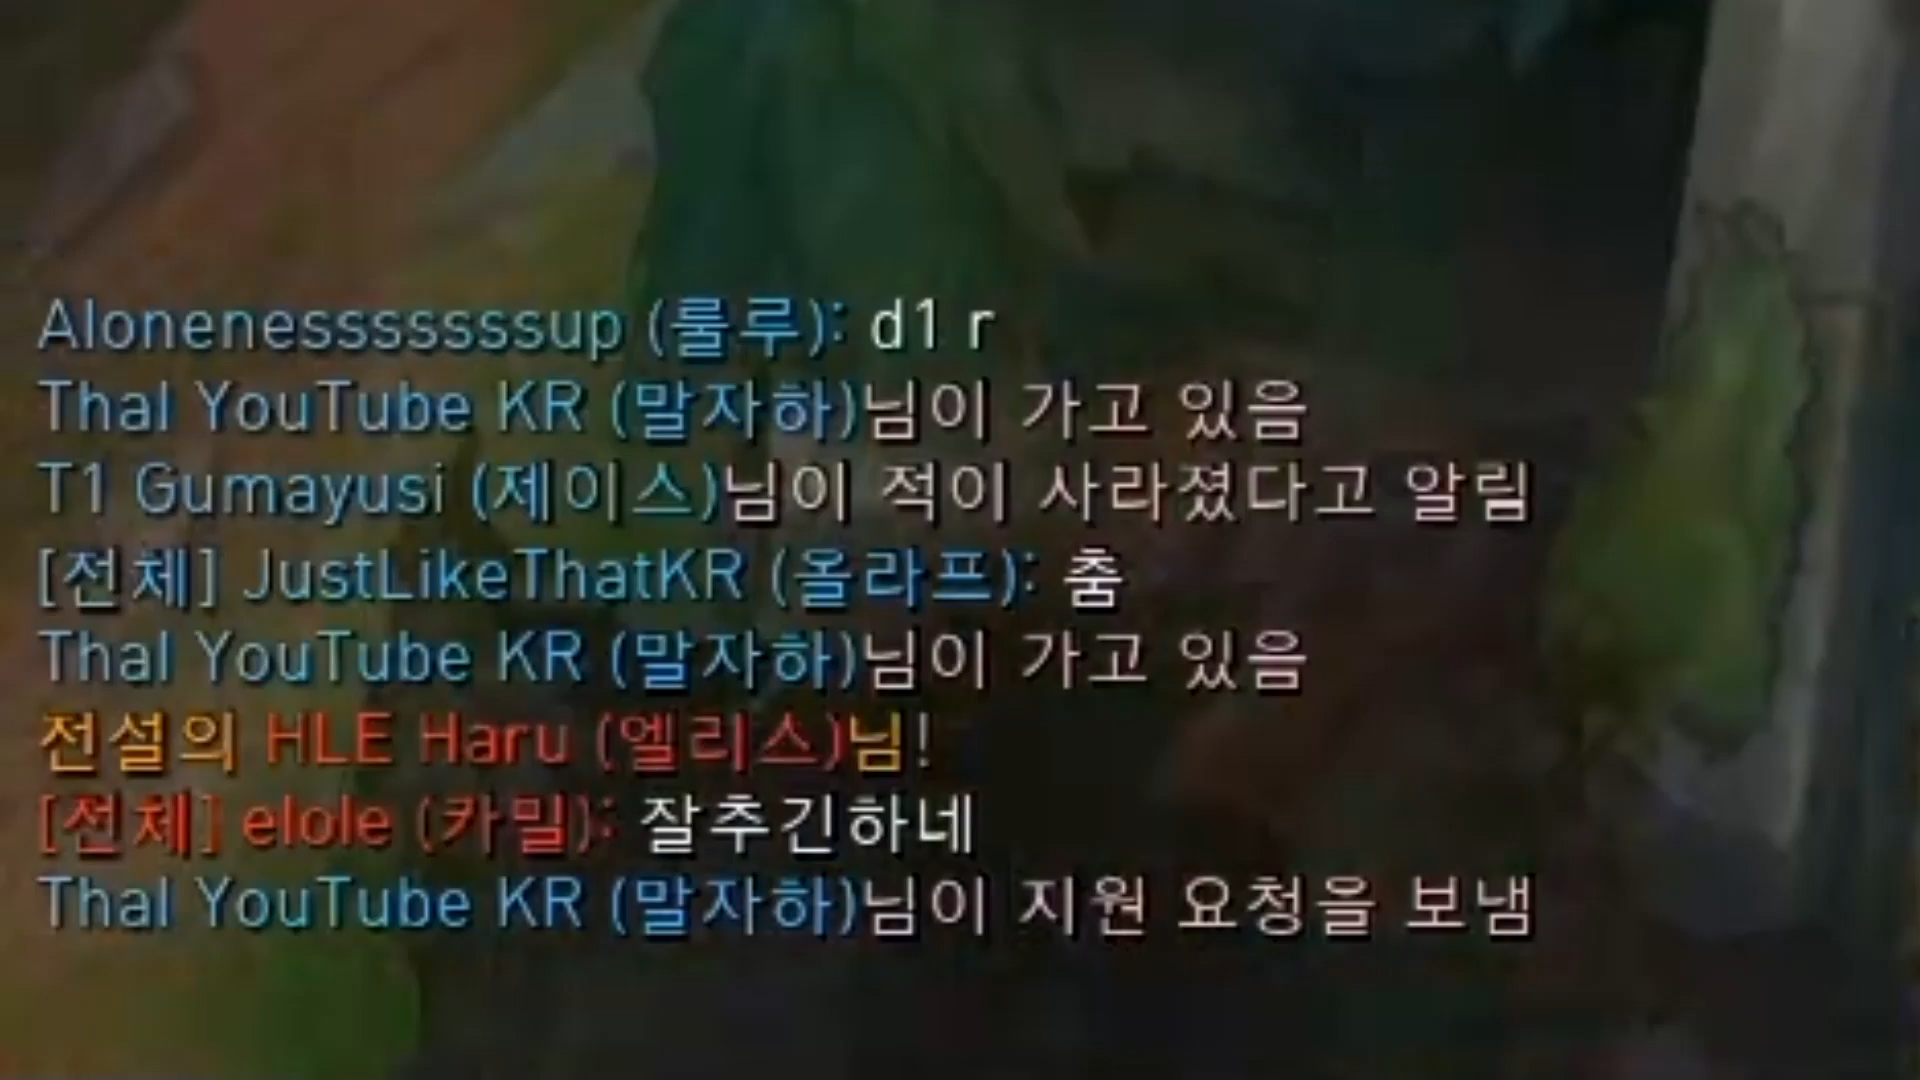 Alonenessssssssup (룰루): d1 r
Thal YouTube KR (말자하)님이 가고 있음
T1 Gumayusi (제이스)님이 적이 사라졌다고 알림
[전체] JustLikeThatKR (올라프): 춤
Thal YouTube KR (말자하)님이 가고 있음
전설의 HLE Haru (엘리스)님!
[전체] elole (카밀): 잘추긴하네
Thal YouTube KR (말자하)님이 지원 요청을 보냄